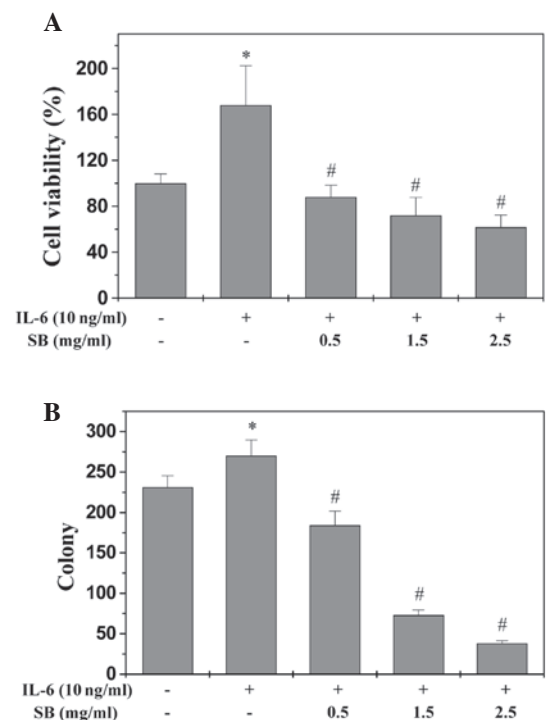 A
Cell viability (%)
200
160
120
80
40
0
*
#
#
#
IL-6 (10 ng/ml) - + + + +
SB (mg/ml) - - 0.5 1.5 2.5
B
Colony
300
250
200
150
100
50
0
*
#
#
#
IL-6 (10 ng/ml) - + + + +
SB (mg/ml) - - 0.5 1.5 2.5